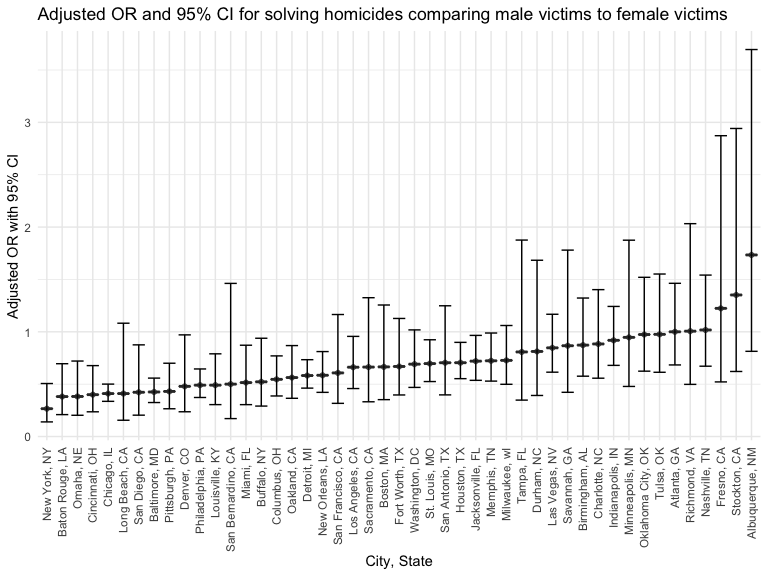 Adjusted OR and 95% CI for solving homicides comparing male victims to female victims
Adjusted OR with 95% CI
3
2
1
0
New York, NY
Baton Rouge, LA
Omaha, NE
Cincinnati, OH
Chicago, IL
Long Beach, CA
San Diego, CA
Baltimore, MD
Pittsburgh, PA
Denver, CO
Philadelphia, PA
Louisville, KY
San Bernardino, CA
Miami, FL
Buffalo, NY
Columbus, OH
Oakland, CA
Detroit, MI
New Orleans, LA
San Francisco, CA
Los Angeles, CA
Sacramento, CA
Boston, MA
Fort Worth, TX
Washington, DC
St. Louis, MO
San Antonio, TX
Houston, TX
Jacksonville, FL
Memphis, TN
Milwaukee, wI
Tampa, FL
Durham, NC
Las Vegas, NV
Savannah, GA
Birmingham, AL
Charlotte, NC
Indianapolis, IN
Minneapolis, MN
Oklahoma City, OK
Tulsa, OK
Atlanta, GA
Richmond, VA
Nashville, TN
Fresno, CA
Stockton, CA
Albuquerque, NM
City, State